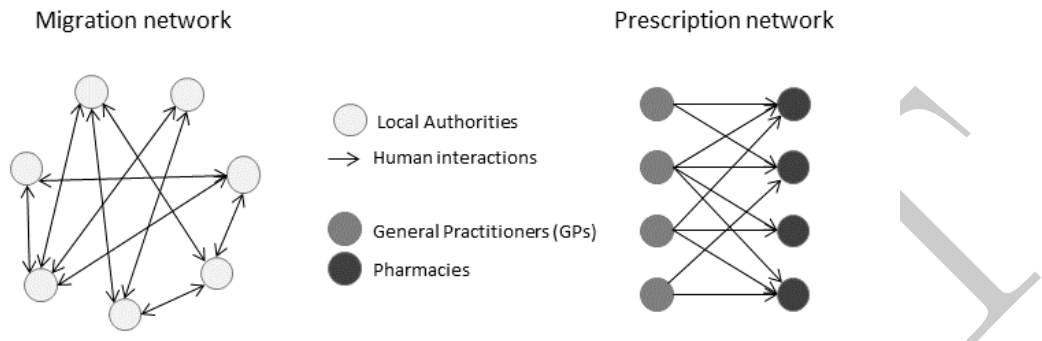 Migration network
Prescription network
Local Authorities
Human interactions
General Practitioners (GPs)
Pharmacies